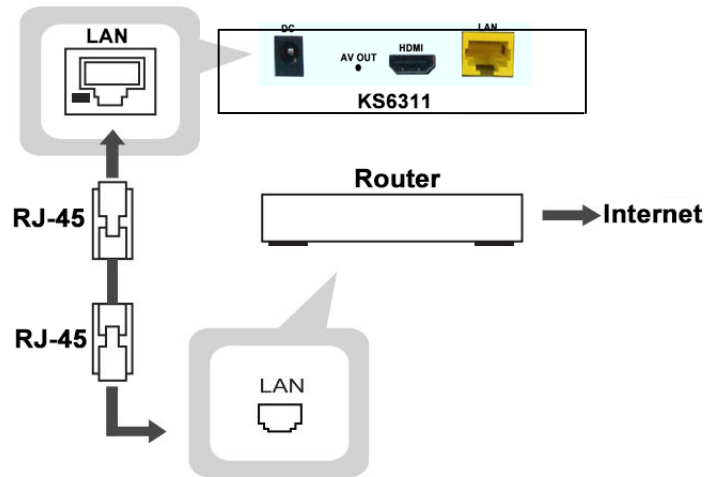 LAN
DC
AV OUT
HDMI
LAN
KS6311
Router
Internet
RJ-45
RJ-45
LAN